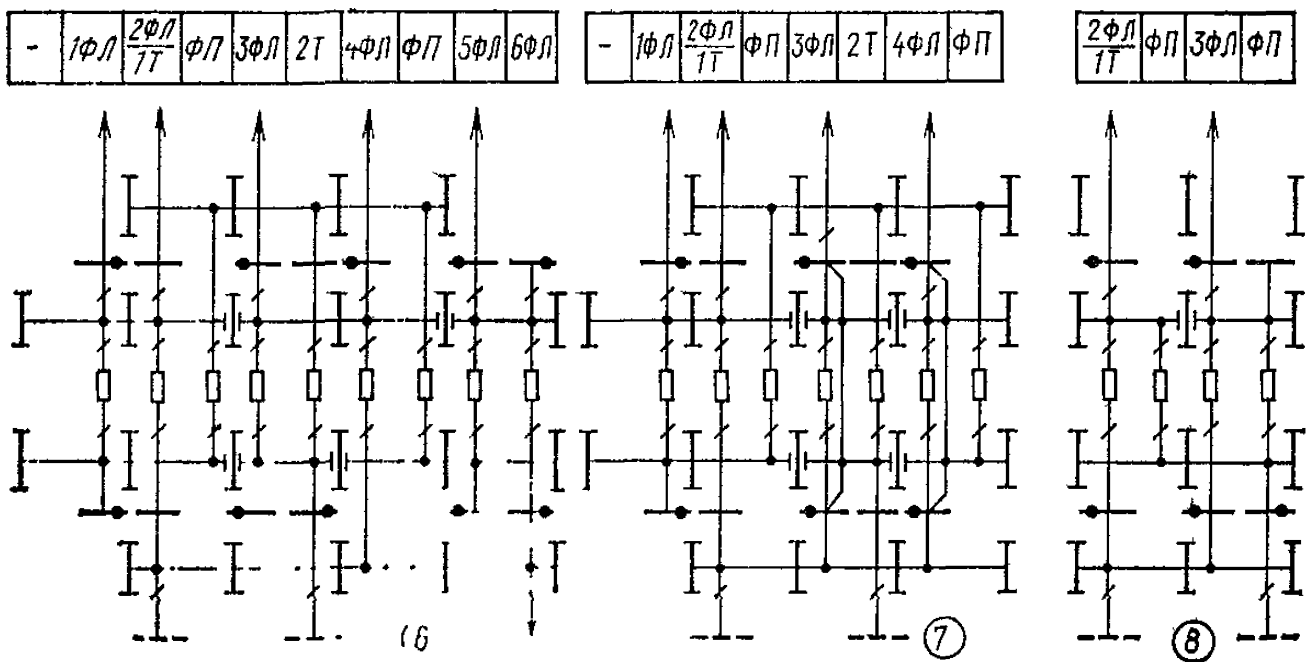 - 1ФЛ 2ФЛ/1Т ФП 3ФЛ 2Т 4ФЛ ФП 5ФЛ 6ФЛ
- 1ФЛ 2ФЛ/1Т ФП 3ФЛ 2Т 4ФЛ ФП
2ФЛ/1Т ФП 3ФЛ ФП
6 7 8